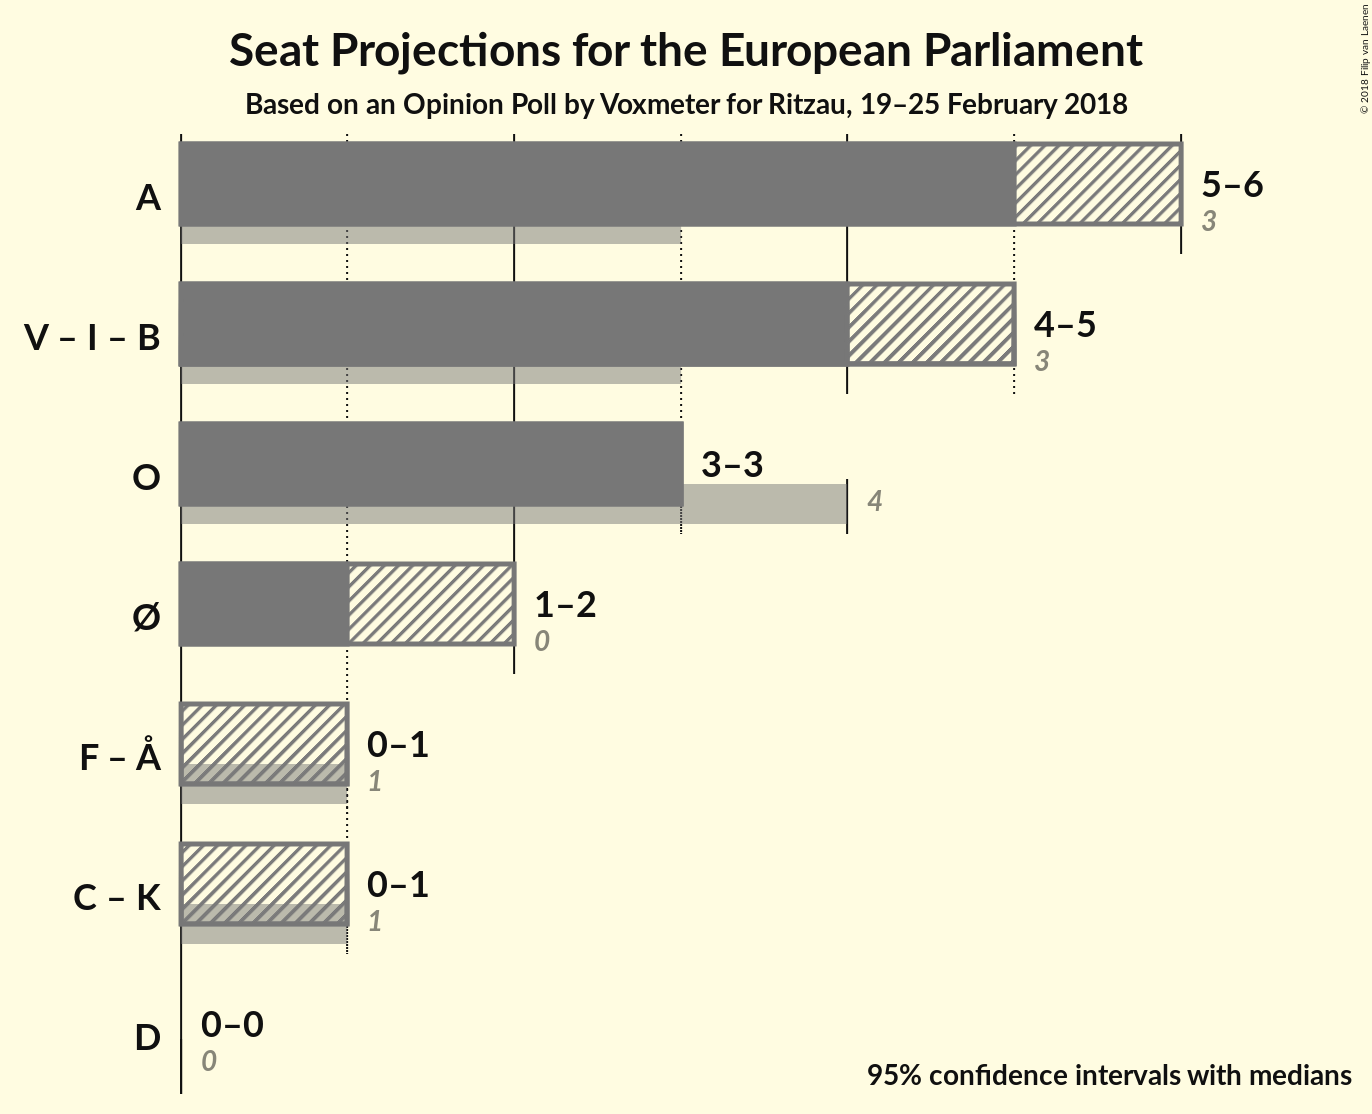 Seat Projections for the European Parliament
Based on an Opinion Poll by Voxmeter for Ritzau, 19–25 February 2018
© 2018 Filip van Laenen
A
5–6
3
V – I – B
4–5
3
O
3–3
4
Ø
1–2
0
F – Å
0–1
1
C – K
0–1
1
D
0–0
0
95% confidence intervals with medians